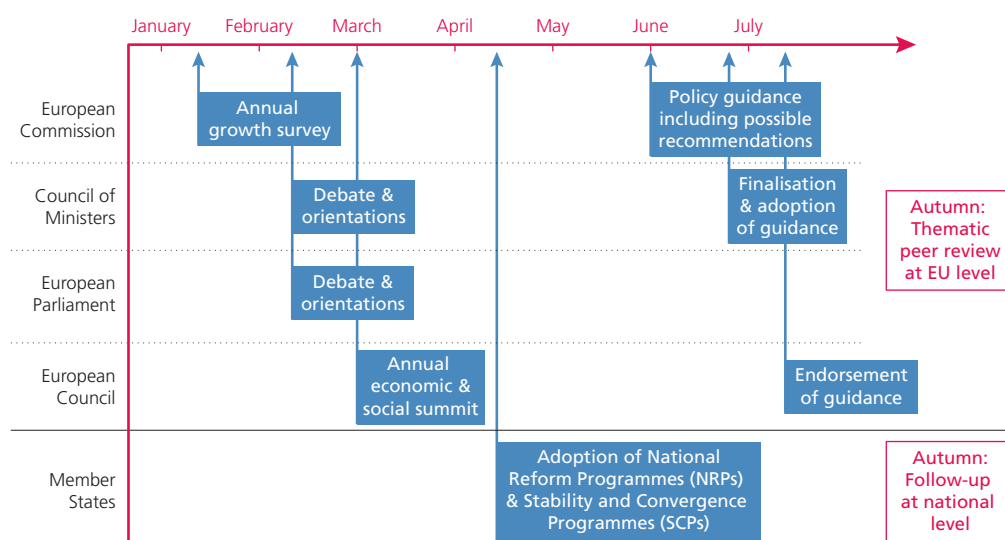 January February March April May June July
European
Commission
Annual
growth survey
Policy guidance
including possible
recommendations
Council of
Ministers
Debate &
orientations
Finalisation
& adoption
of guidance
Autumn:
Thematic
peer review
at EU level
European
Parliament
Debate &
orientations
European
Council
Annual
economic &
social summit
Endorsement
of guidance
Member
States
Adoption of National
Reform Programmes (NRPs)
& Stability and Convergence
Programmes (SCPs)
Autumn:
Follow-up
at national
level